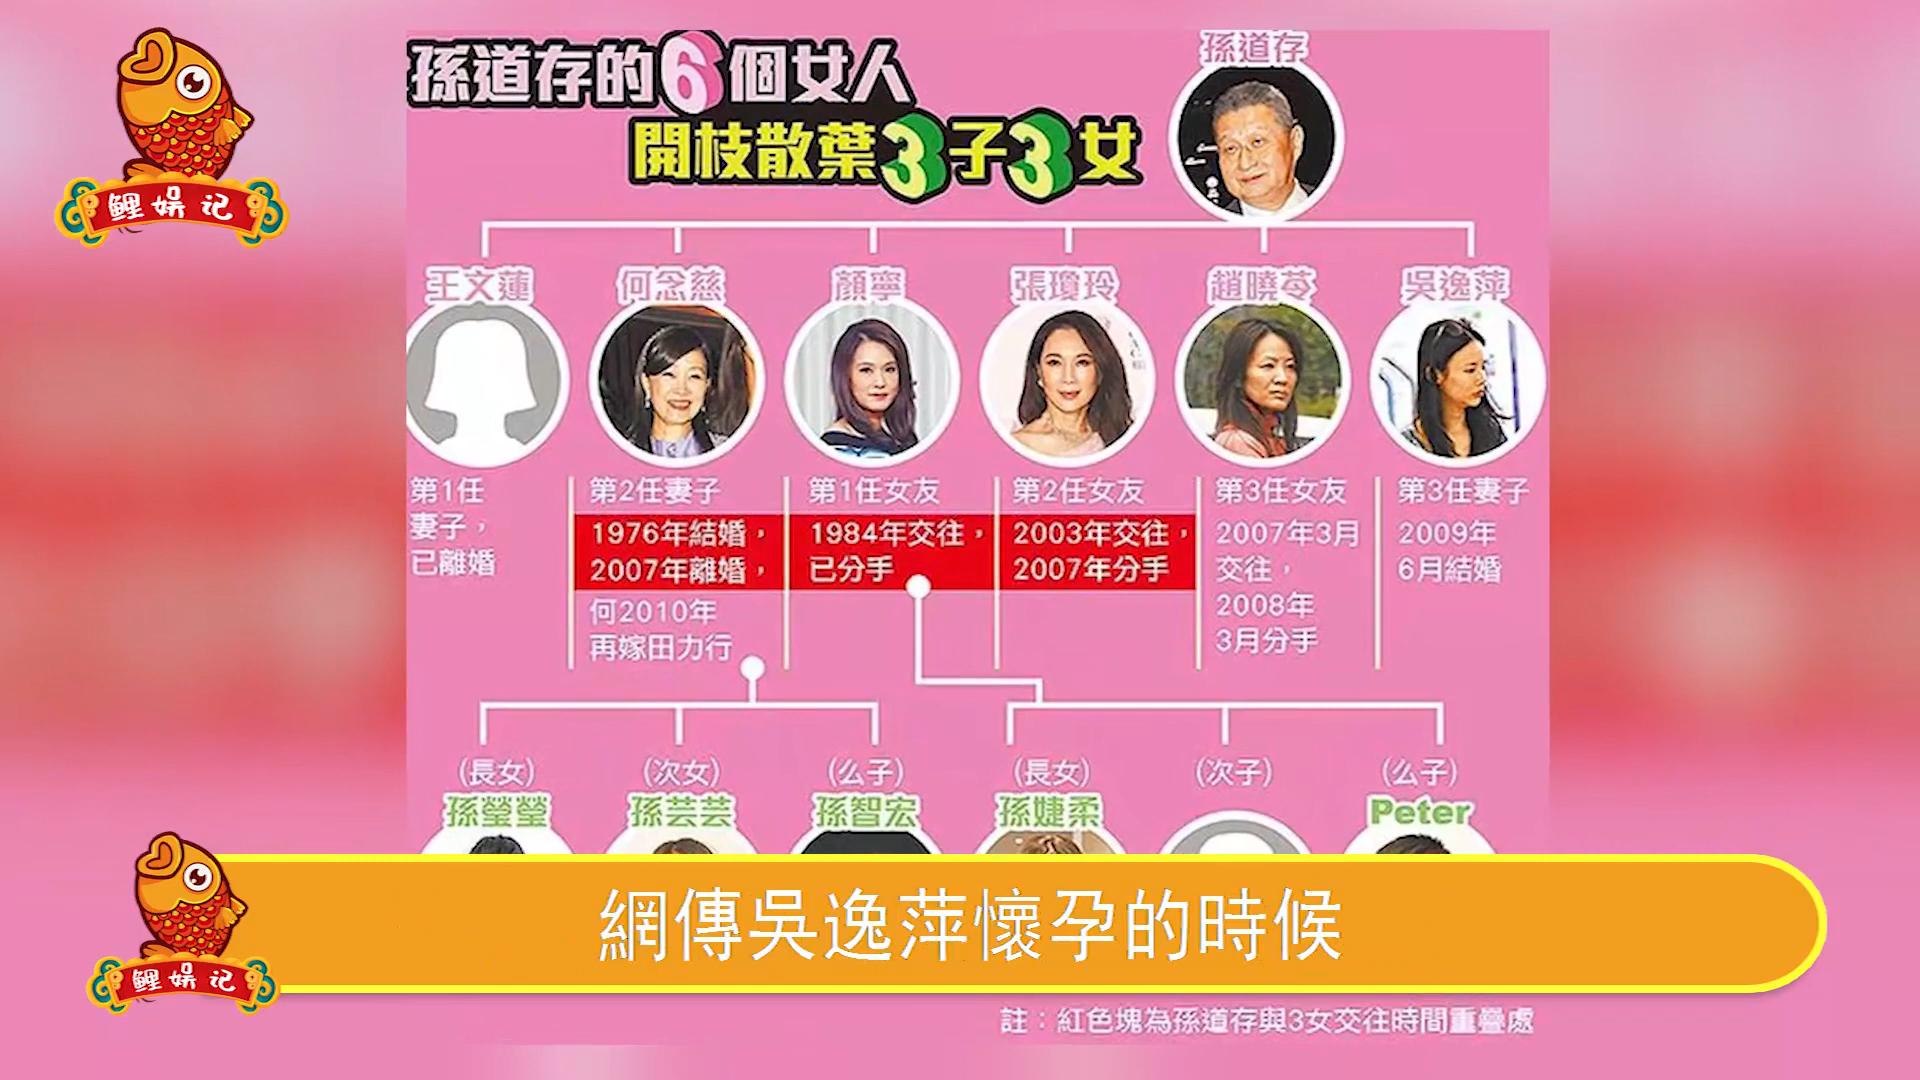 孫道存的6個女人
開枝散葉3子3女
孫道存
鲤娱记
王文蓮
何念慈
顏寧
張瓊玲
趙曉苓
吳逸萍
第1任
妻子，
已離婚
第2任妻子
1976年結婚，
2007年離婚，
何2010年
再嫁田力行
第1任女友
1984年交往，
已分手
第2任女友
2003年交往，
2007年分手
第3任女友
2007年3月
交往，
2008年
3月分手
第3任妻子
2009年
6月結婚
(長女)
孫瑩瑩
(次女)
孫芸芸
(么子)
孫智宏
(長女)
孫婕柔
(次子)
(么子)
Peter
網傳吳逸萍懷孕的時候
鲤娱记
註：紅色塊為孫道存與3女交往時間重疊處